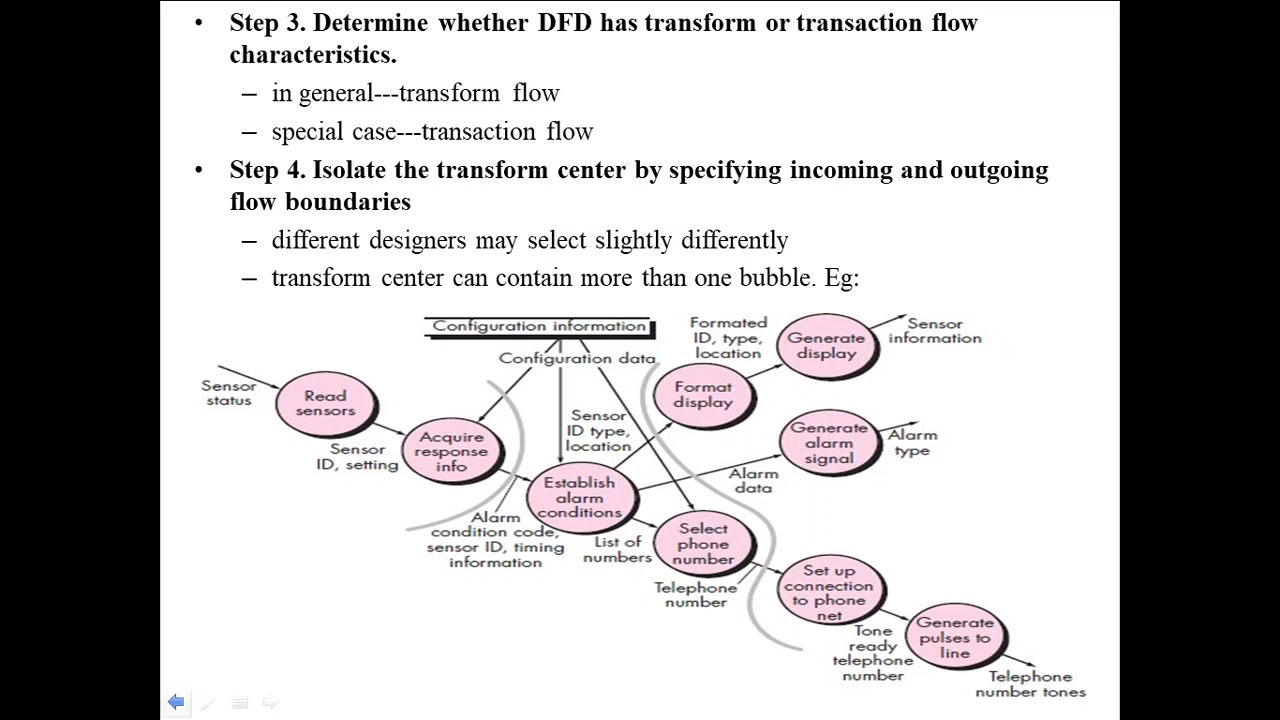 • Step 3. Determine whether DFD has transform or transaction flow
characteristics.
– in general---transform flow
– special case---transaction flow
• Step 4. Isolate the transform center by specifying incoming and outgoing
flow boundaries
– different designers may select slightly differently
– transform center can contain more than one bubble. Eg:
Configuration information
Configuration data
Sensor
status
Read
sensors
Sensor
ID, setting
Acquire
response
info
Alarm
condition code,
sensor ID, timing
information
Sensor
ID type,
location
Establish
alarm
conditions
List of
numbers
Select
phone
number
Telephone
number
Formated
ID, type,
location
Format
display
Generate
display
Sensor
information
Alarm
data
Generate
alarm
signal
Alarm
type
Set up
connection
to phone
net
Tone
ready
telephone
number
Generate
pulses to
line
Telephone
number tones